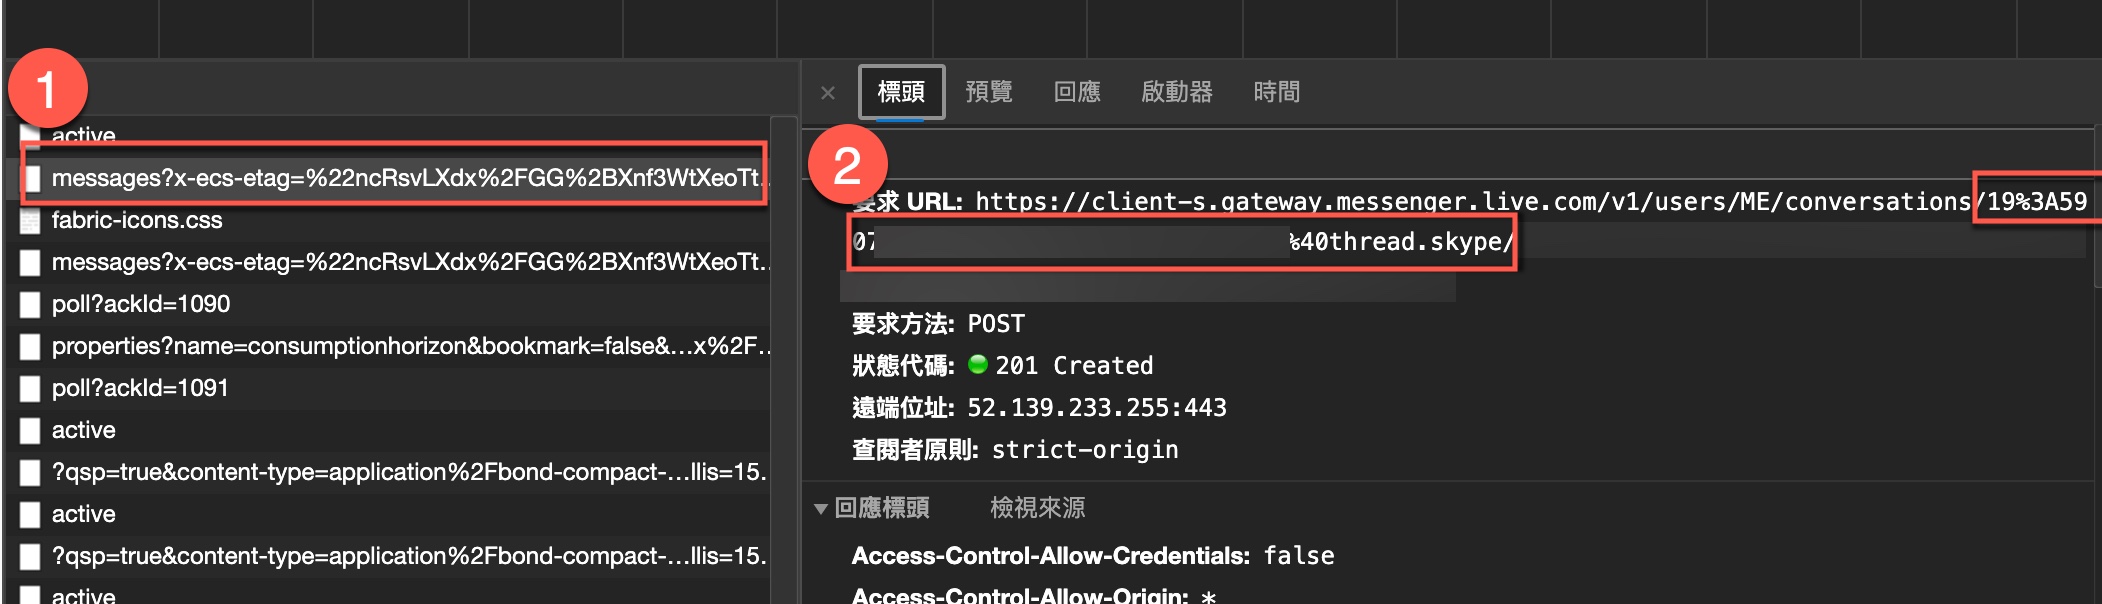 1
active
messages?x-ecs-etag=%22ncRsvLXdx%2FGG%2BXnf3WtXeoTt...
fabric-icons.css
messages?x-ecs-etag=%22ncRsvLXdx%2FGG%2BXnf3WtXeoTt...
poll?ackId=1090
properties?name=consumptionhorizon&bookmark=false&...x%2F...
poll?ackId=1091
active
?qsp=true&content-type=application%2Fbond-compact-...llis=15...
active
?qsp=true&content-type=application%2Fbond-compact-...llis=15...
active
× 標頭 預覽 回應 啟動器 時間
2
要求 URL: https://client-s.gateway.messenger.live.com/v1/users/ME/conversations/19%3A59
07 %40thread.skype/
要求方法: POST
狀態代碼: 201 Created
遠端位址: 52.139.233.255:443
查閱者原則: strict-origin
▼回應標頭 檢視來源
Access-Control-Allow-Credentials: false
Access-Control-Allow-Origin: *